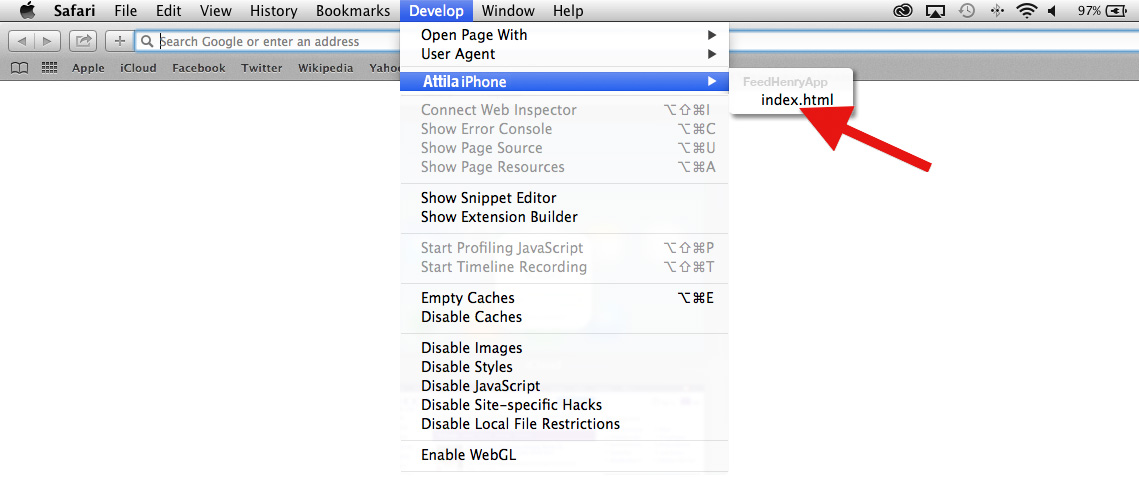 Safari File Edit View History Bookmarks Develop Window Help 97%
Search Google or enter an address
Apple iCloud Facebook Twitter Wikipedia Yahoo
Open Page With
User Agent
Attila iPhone
FeedHenryApp
index.html
Connect Web Inspector ⌥⇧⌘I
Show Error Console ⌥⌘C
Show Page Source ⌥⌘U
Show Page Resources ⌥⌘A
Show Snippet Editor
Show Extension Builder
Start Profiling JavaScript ⌥⇧⌘P
Start Timeline Recording ⌥⇧⌘T
Empty Caches ⌥⌘E
Disable Caches
Disable Images
Disable Styles
Disable JavaScript
Disable Site-specific Hacks
Disable Local File Restrictions
Enable WebGL